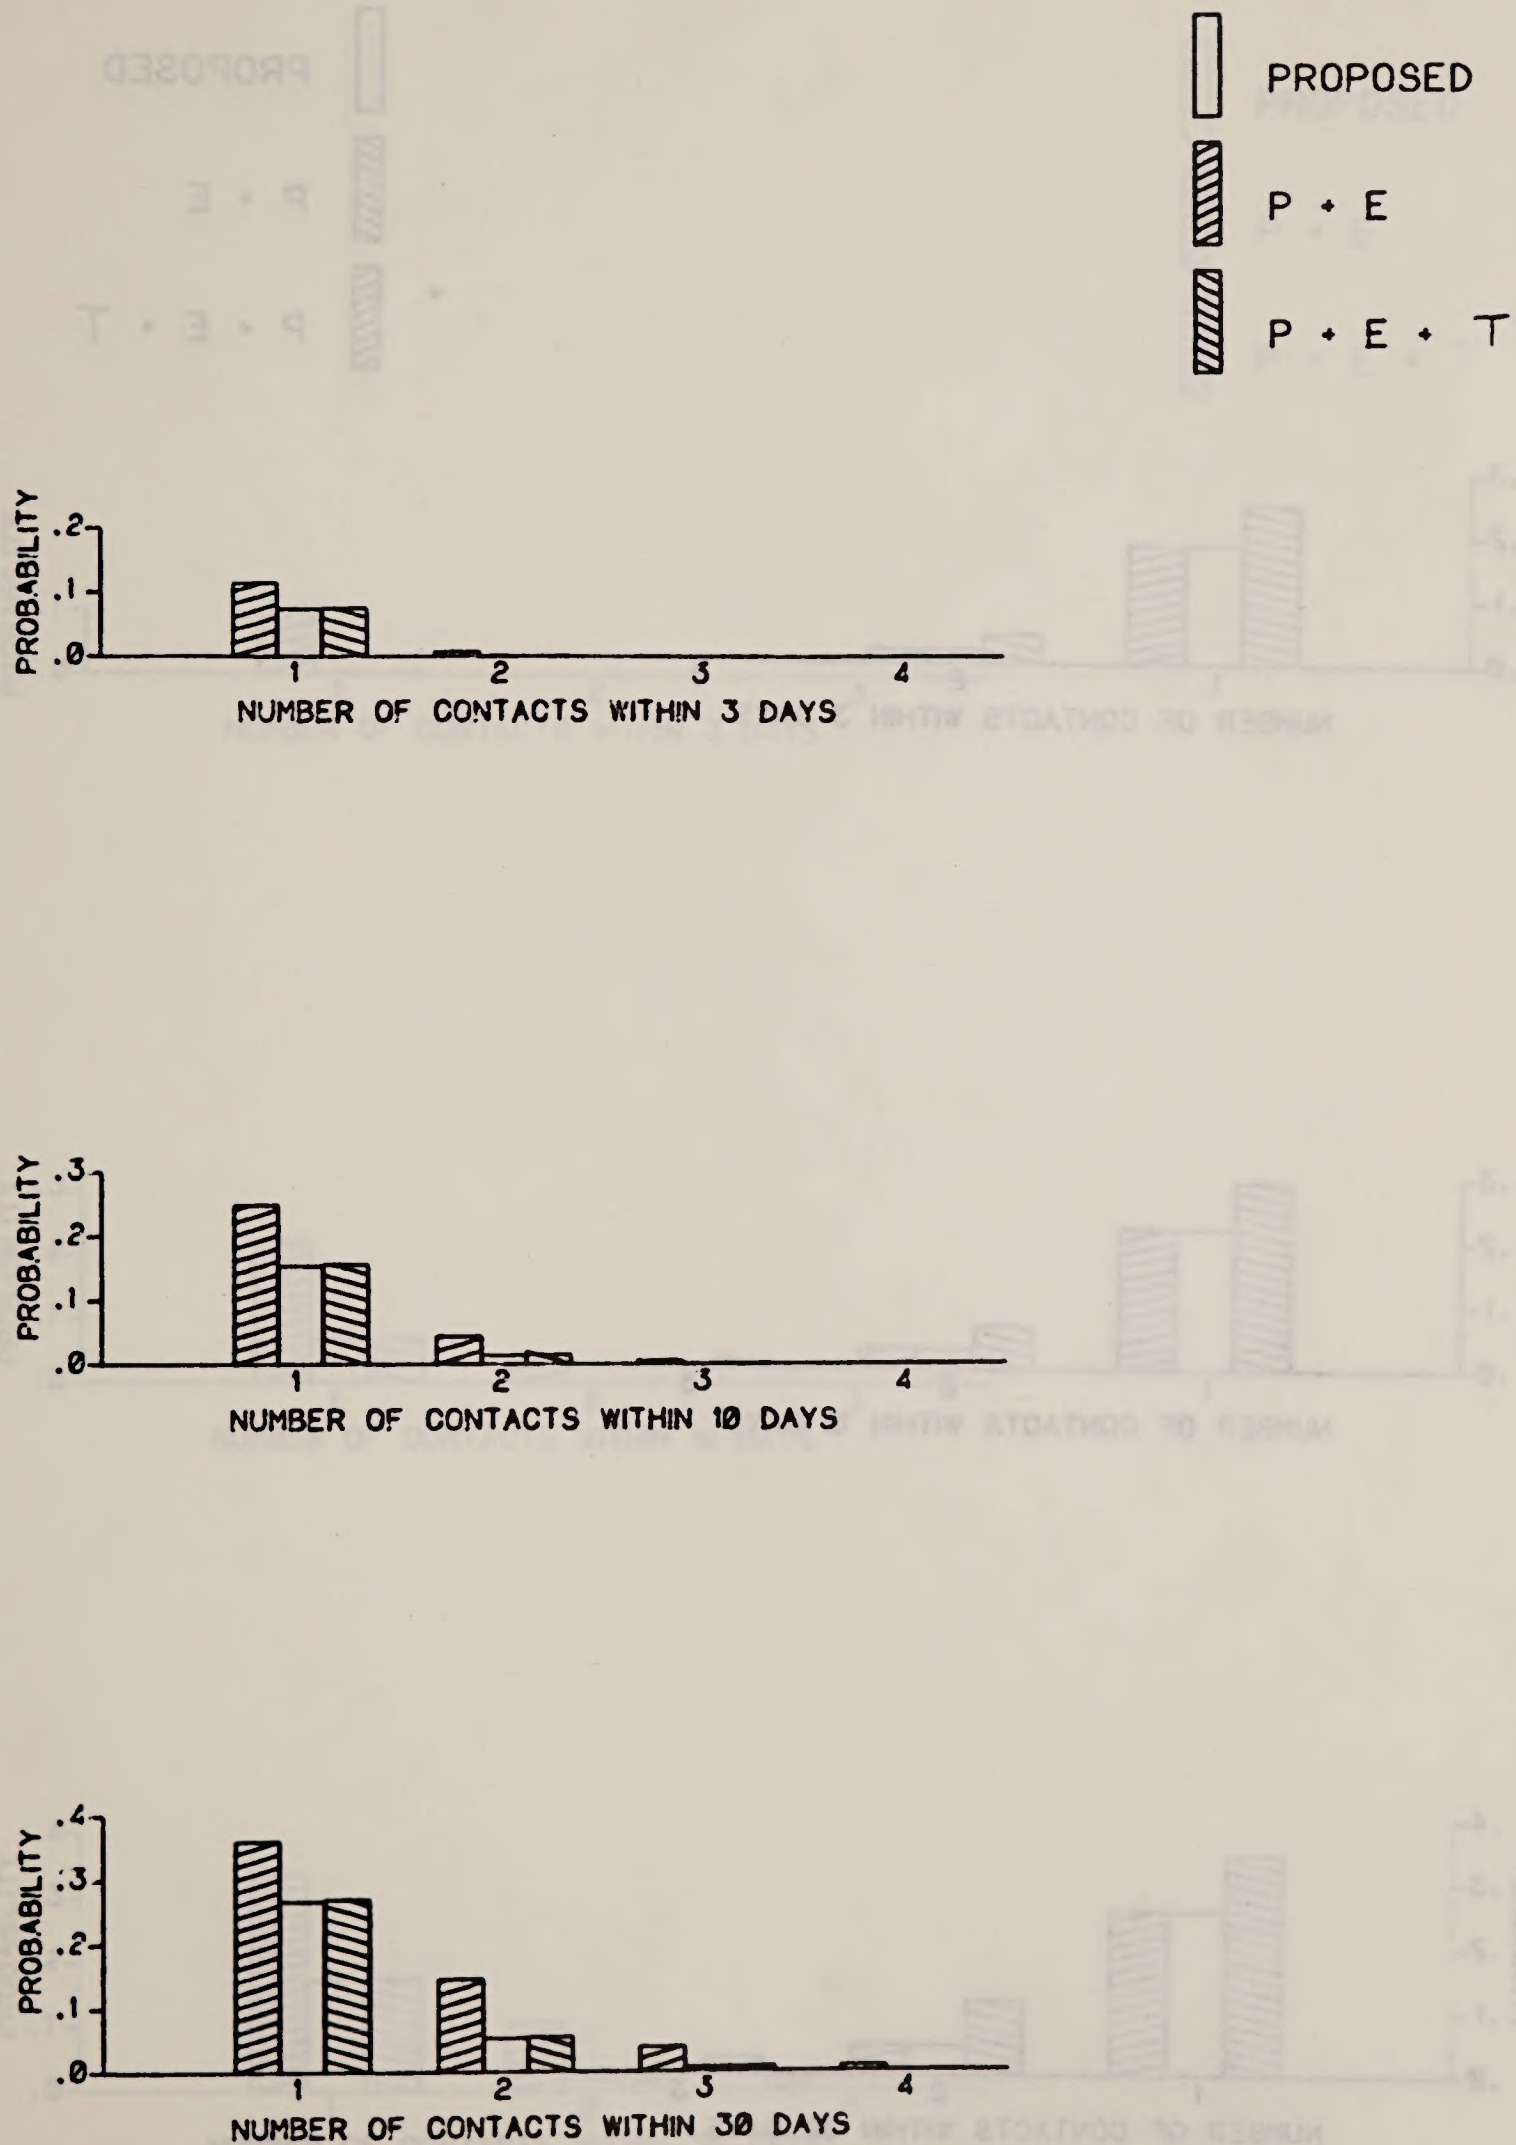 PROPOSED
P + E
P + E + T
PROBABILITY
.2
.1
.0
1 2 3 4
NUMBER OF CONTACTS WITHIN 3 DAYS
PROBABILITY
.3
.2
.1
.0
1 2 3 4
NUMBER OF CONTACTS WITHIN 10 DAYS
PROBABILITY
.4
.3
.2
.1
.0
1 2 3 4
NUMBER OF CONTACTS WITHIN 30 DAYS